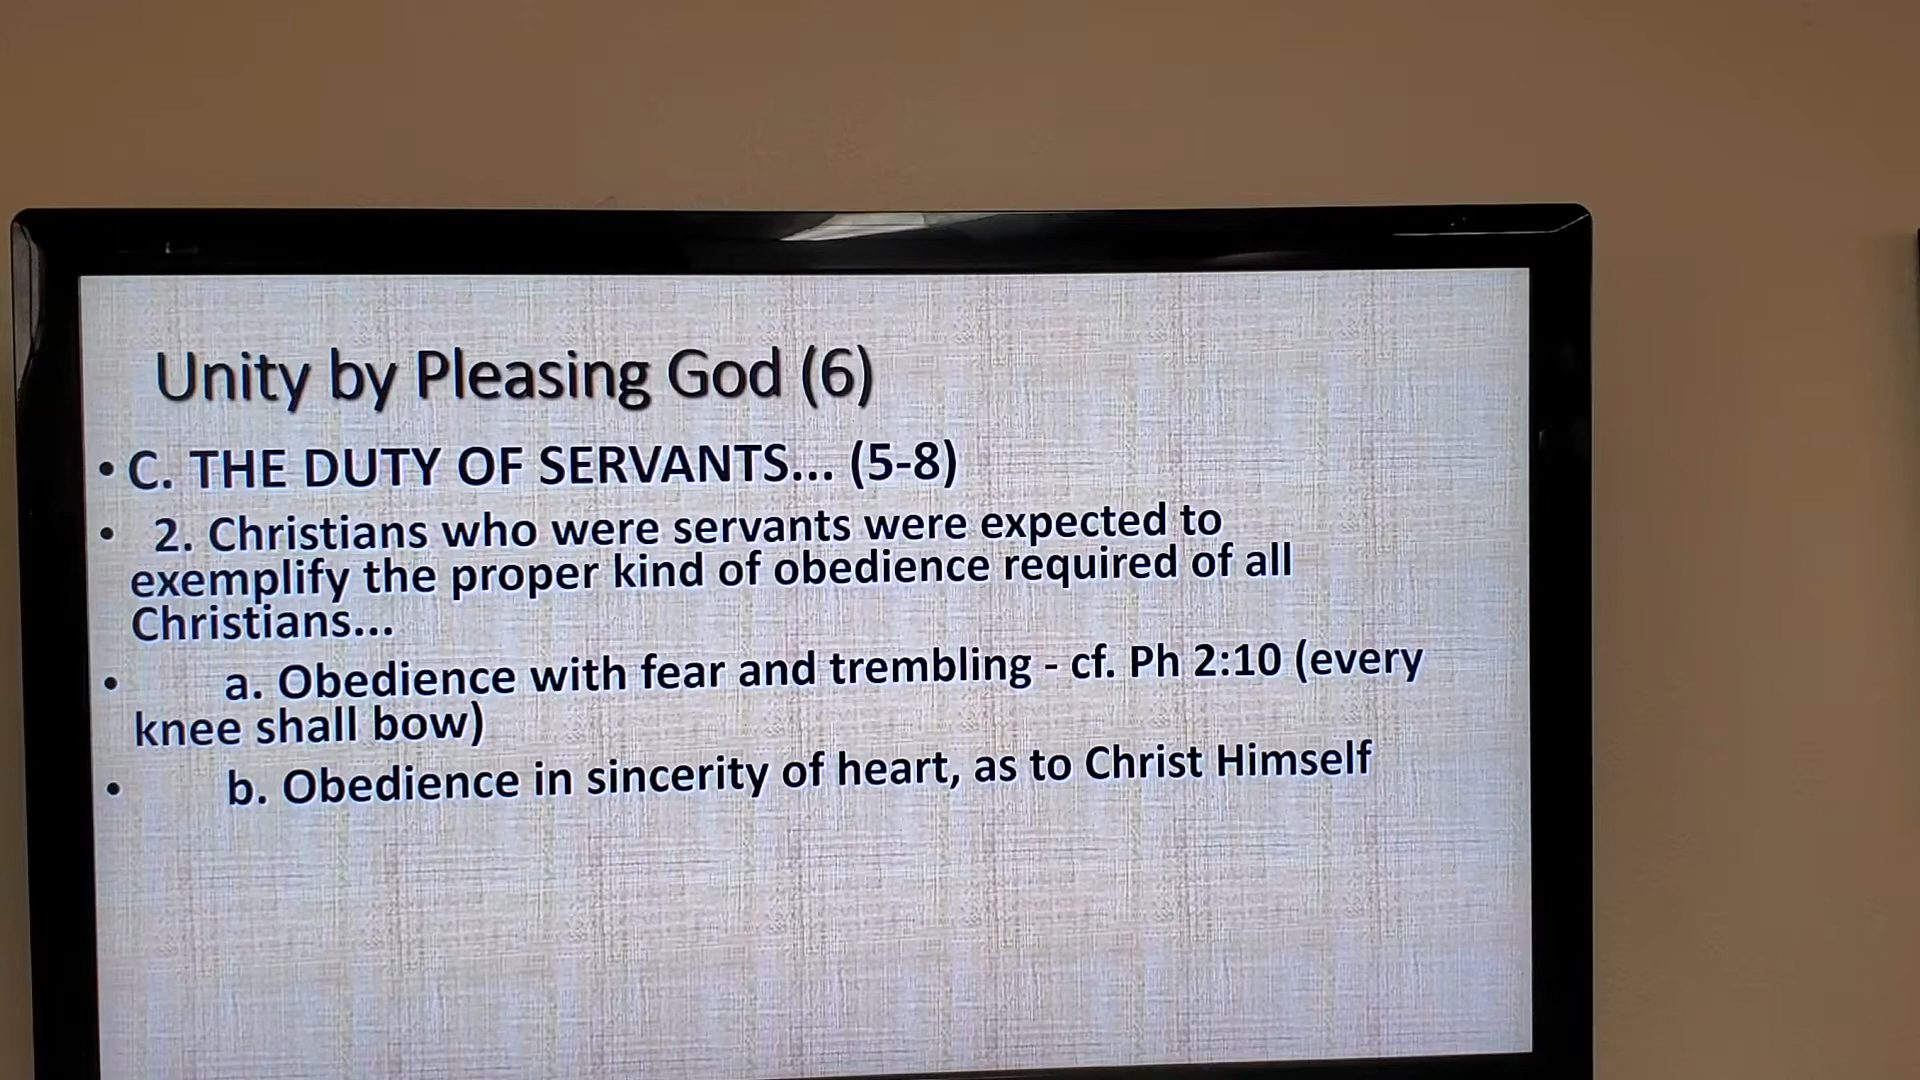 Unity by Pleasing God (6)
• C. THE DUTY OF SERVANTS... (5-8)
• 2. Christians who were servants were expected to
exemplify the proper kind of obedience required of all
Christians...
• a. Obedience with fear and trembling - cf. Ph 2:10 (every
knee shall bow)
• b. Obedience in sincerity of heart, as to Christ Himself